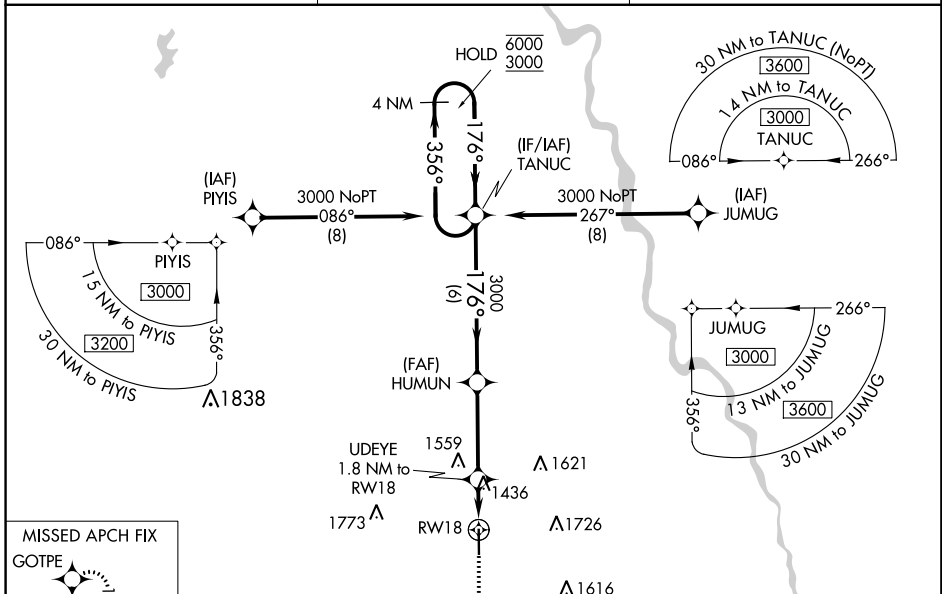 HOLD 6000
3000
4 NM
356°
176°
(IF/IAF)
TANUC
30 NM to TANUC (NoPT)
3600
14 NM to TANUC
3000
TANUC
086°
266°
(IAF)
PIYIS
3000 NoPT
086°
(8)
3000 NoPT
267°
(8)
(IAF)
JUMUG
086°
PIYIS
3000
15 NM to PIYIS
3200
30 NM to PIYIS
356°
1838
3000
176°
(6)
(FAF)
HUMUN
266°
JUMUG
3000
13 NM to JUMUG
3600
30 NM to JUMUG
356°
UDEYE
1.8 NM to
RW18
1559
1621
1436
1773
RW18
1726
1616
MISSED APCH FIX
GOTPE